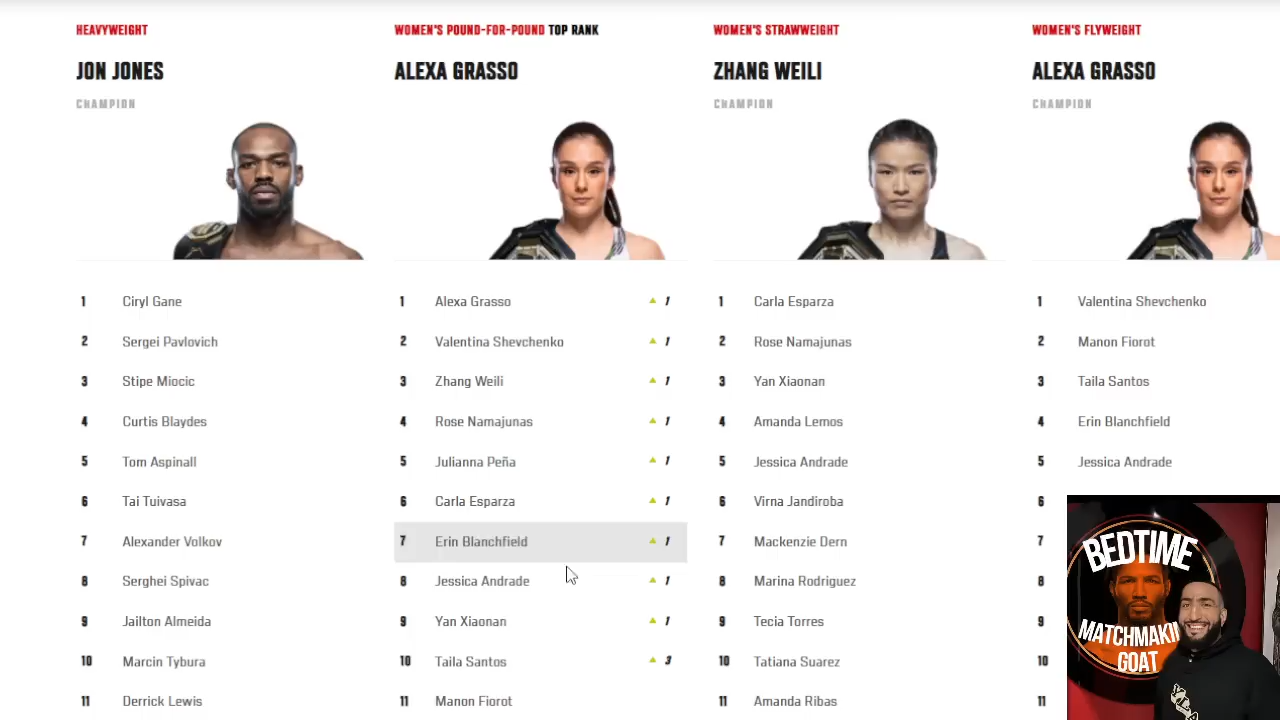 HEAVYWEIGHT
JON JONES
CHAMPION
1 Ciryl Gane
2 Sergei Pavlovich
3 Stipe Miocic
4 Curtis Blaydes
5 Tom Aspinall
6 Tai Tuivasa
7 Alexander Volkov
8 Serghei Spivac
9 Jailton Almeida
10 Marcin Tybura
11 Derrick Lewis
WOMEN'S POUND-FOR-POUND TOP RANK
ALEXA GRASSO
1 Alexa Grasso 1
2 Valentina Shevchenko 1
3 Zhang Weili 1
4 Rose Namajunas 1
5 Julianna Peña 1
6 Carla Esparza 1
7 Erin Blanchfield 1
8 Jessica Andrade 1
9 Yan Xiaonan 1
10 Taila Santos 3
11 Manon Fiorot
WOMEN'S STRAWWEIGHT
ZHANG WEILI
CHAMPION
1 Carla Esparza
2 Rose Namajunas
3 Yan Xiaonan
4 Amanda Lemos
5 Jessica Andrade
6 Virna Jandiroba
7 Mackenzie Dern
8 Marina Rodriguez
9 Tecia Torres
10 Tatiana Suarez
11 Amanda Ribas
WOMEN'S FLYWEIGHT
ALEXA GRASSO
CHAMPION
1 Valentina Shevchenko
2 Manon Fiorot
3 Taila Santos
4 Erin Blanchfield
5 Jessica Andrade
6
7
8
9
10
11
BEDTIME
MATCHMAKI
GOAT